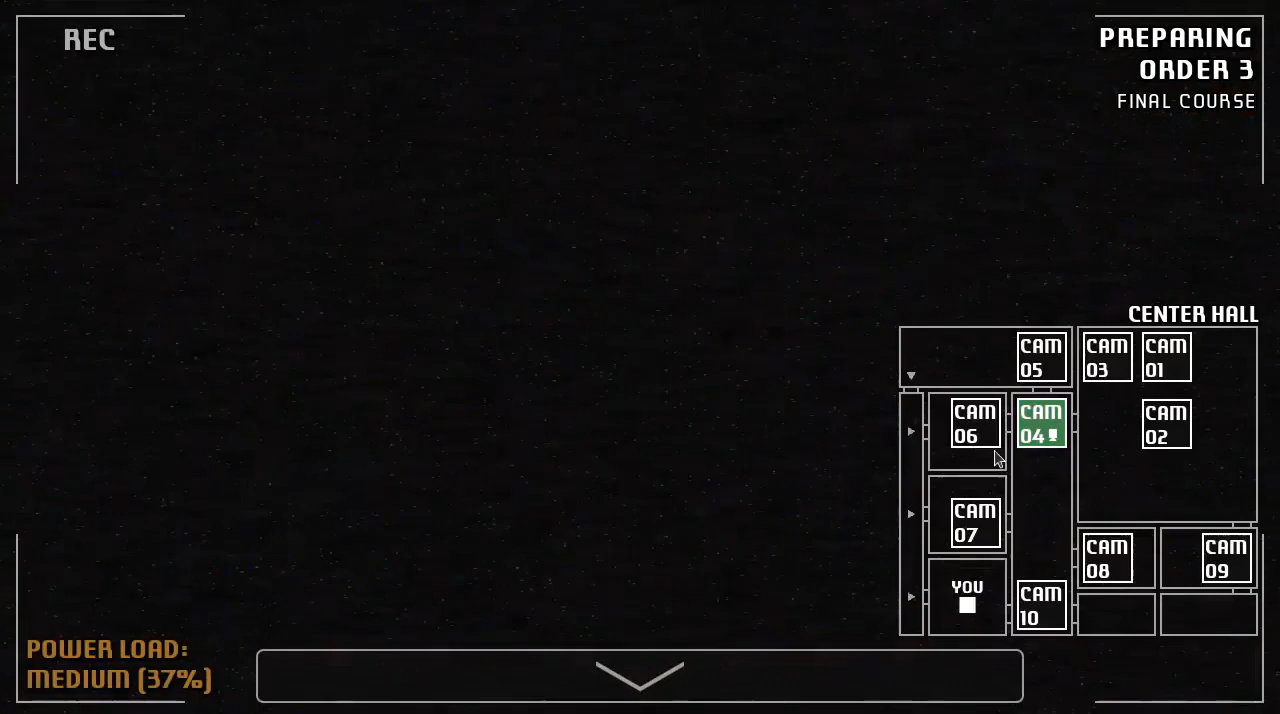 REC
PREPARING
ORDER 3
FINAL COURSE
CENTER HALL
CAM
05
CAM
03
CAM
01
CAM
06
CAM
04
CAM
02
CAM
07
CAM
08
CAM
09
YOU
CAM
10
POWER LOAD:
MEDIUM (37%)